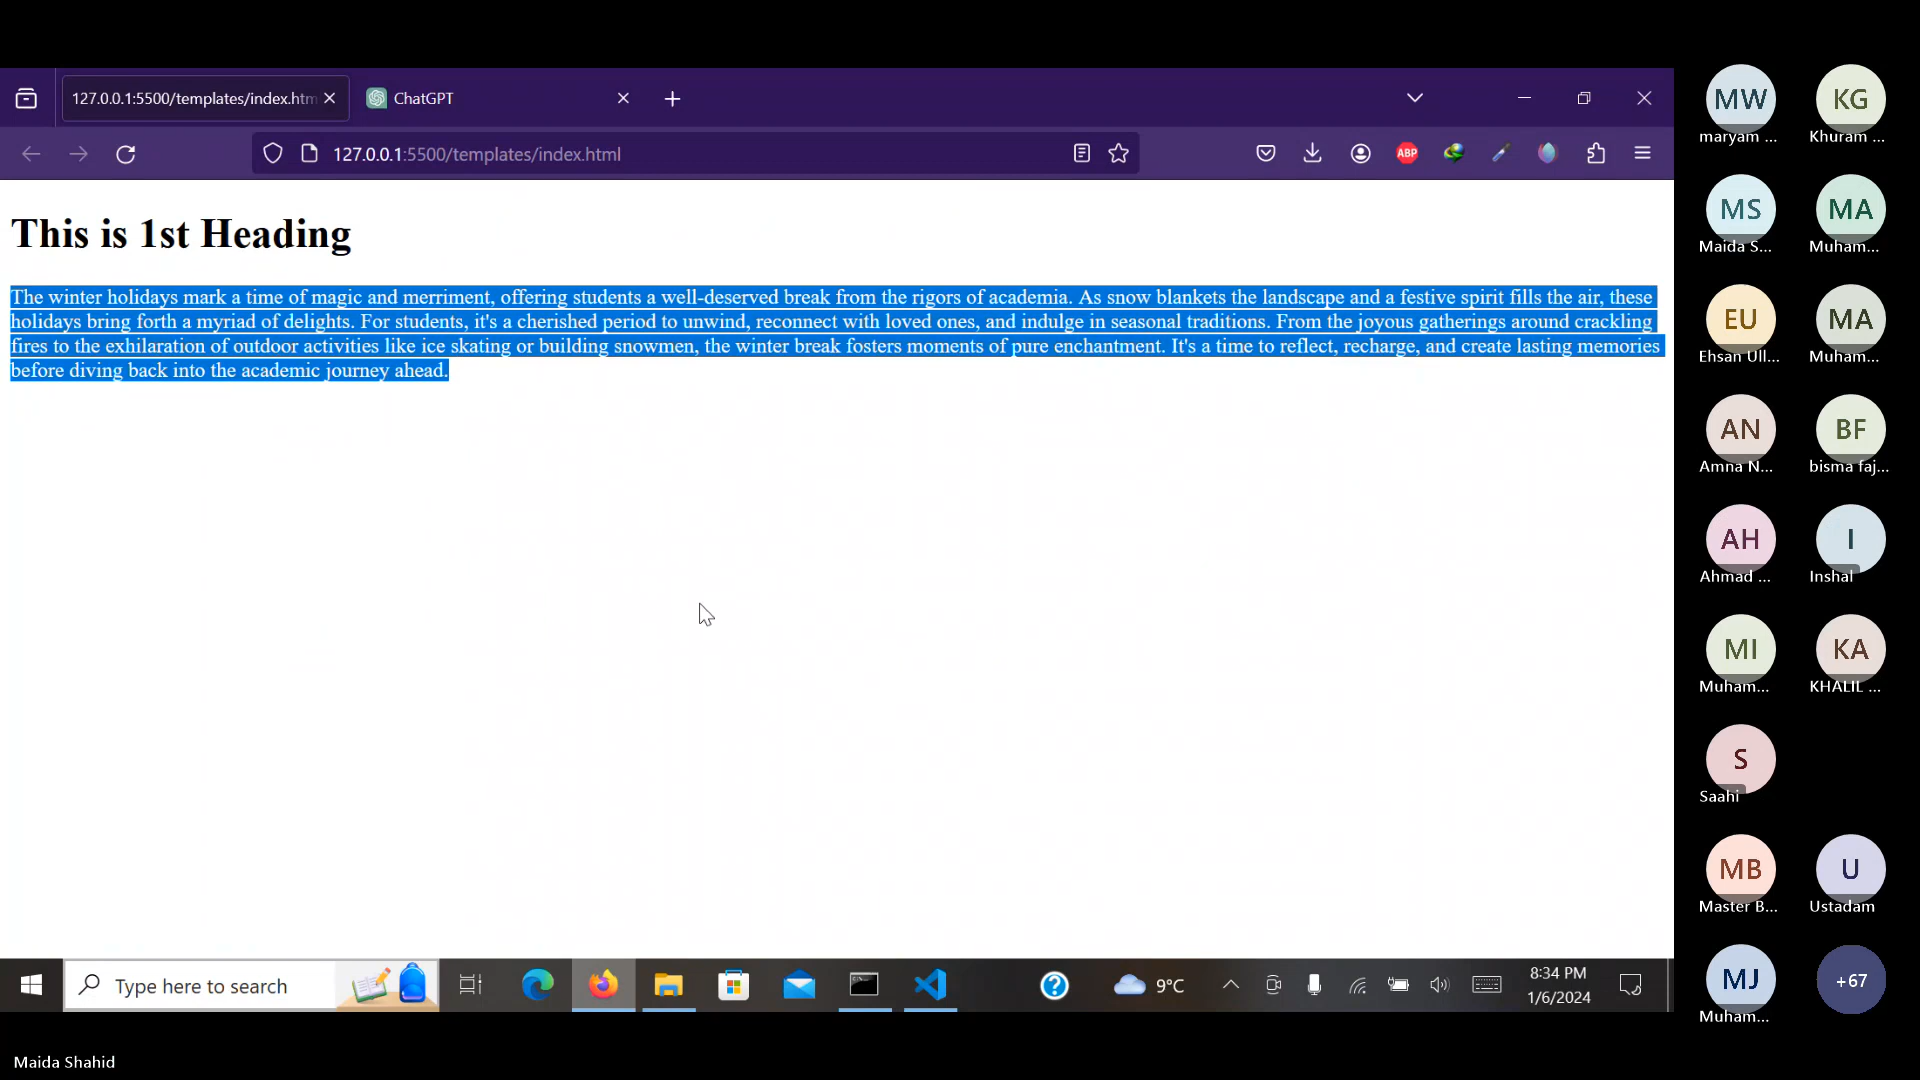 127.0.0.1:5500/templates/index.htm
ChatGPT
127.0.0.1:5500/templates/index.html
ABP
This is 1st Heading
The winter holidays mark a time of magic and merriment, offering students a well-deserved break from the rigors of academia. As snow blankets the landscape and a festive spirit fills the air, these
holidays bring forth a myriad of delights. For students, it's a cherished period to unwind, reconnect with loved ones, and indulge in seasonal traditions. From the joyous gatherings around crackling
fires to the exhilaration of outdoor activities like ice skating or building snowmen, the winter break fosters moments of pure enchantment. It's a time to reflect, recharge, and create lasting memories
before diving back into the academic journey ahead.
MW
KG
maryam ...
Khuram ...
MS
MA
Maida S...
Muham...
EU
MA
Ehsan Ull...
Muham...
AN
BF
Amna N...
bisma faj...
AH
I
Ahmad ...
Inshal
MI
KA
Muham...
KHALIL ...
S
Saahi
MB
U
Master B...
Ustadam
MJ
+67
Muham...
Type here to search
9°C
8:34 PM
1/6/2024
Maida Shahid